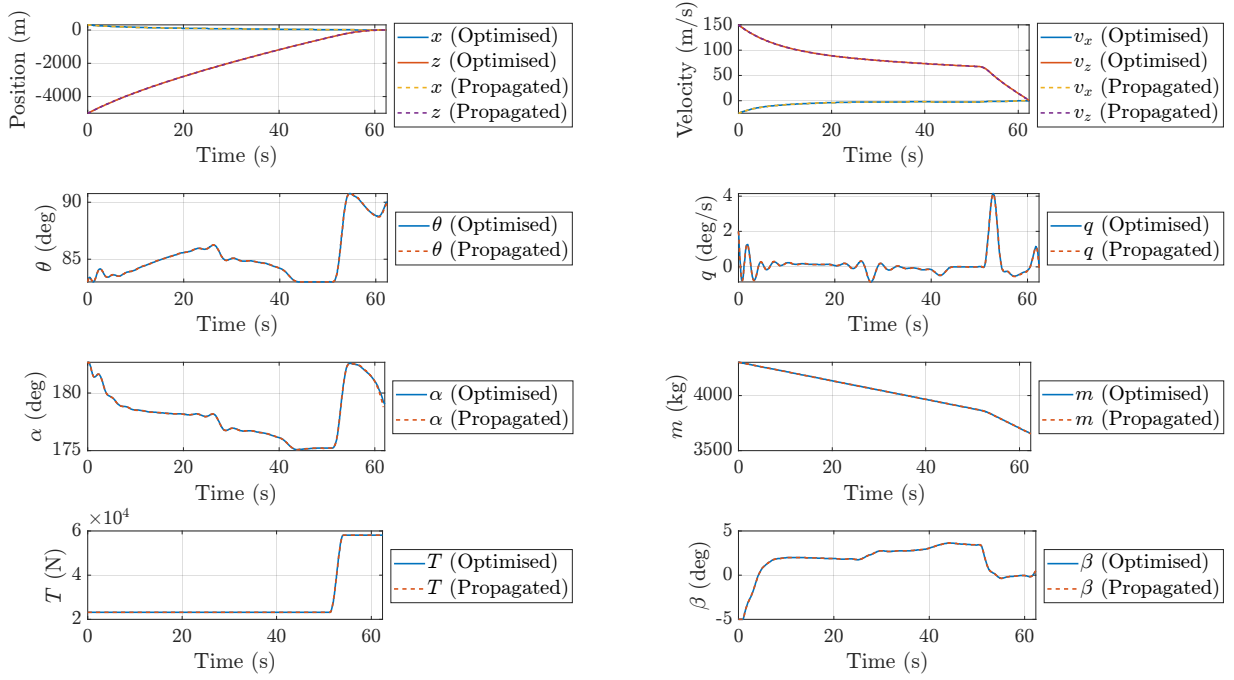 Position (m)
0
-2000
-4000
0
20
40
60
Time (s)
x (Optimised)
z (Optimised)
x (Propagated)
z (Propagated)
Velocity (m/s)
150
100
50
0
0
20
40
60
Time (s)
v_x (Optimised)
v_z (Optimised)
v_x (Propagated)
v_z (Propagated)
θ (deg)
90
85
0
20
40
60
Time (s)
θ (Optimised)
θ (Propagated)
q (deg/s)
4
2
0
0
20
40
60
Time (s)
q (Optimised)
q (Propagated)
α (deg)
180
175
0
20
40
60
Time (s)
α (Optimised)
α (Propagated)
m (kg)
4000
3500
0
20
40
60
Time (s)
m (Optimised)
m (Propagated)
×10⁴
T (N)
6
4
2
0
20
40
60
Time (s)
T (Optimised)
T (Propagated)
β (deg)
5
0
-5
0
20
40
60
Time (s)
β (Optimised)
β (Propagated)